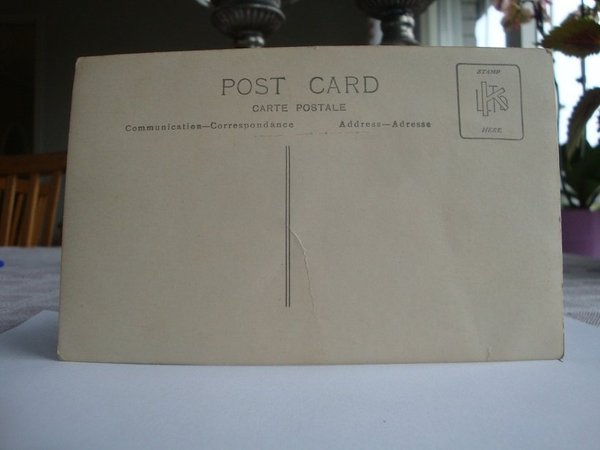 POST CARD
CARTE POSTALE
Communication—Correspondance Address—Adresse
STAMP
HERE